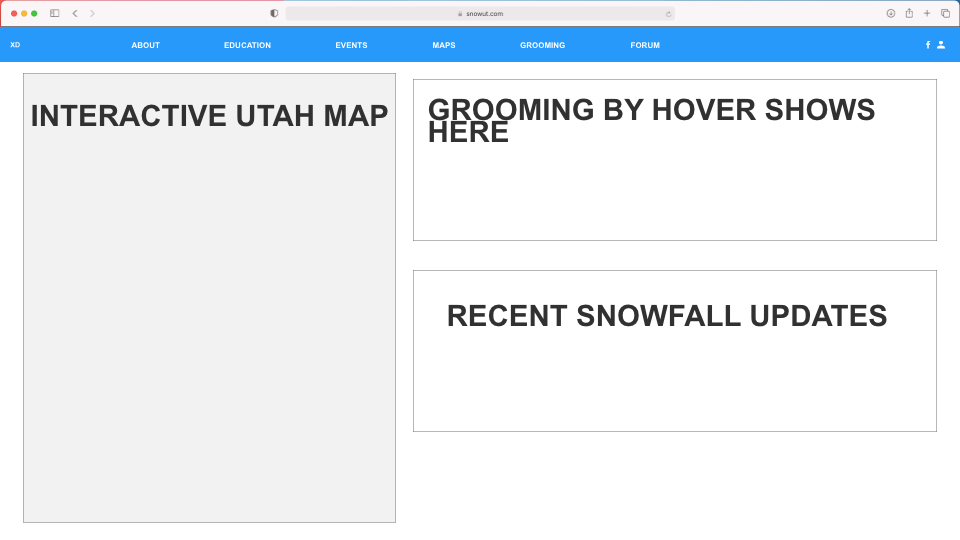 snowut.com
XD
ABOUT
EDUCATION
EVENTS
MAPS
GROOMING
FORUM
INTERACTIVE UTAH MAP
GROOMING BY HOVER SHOWS
HERE
RECENT SNOWFALL UPDATES